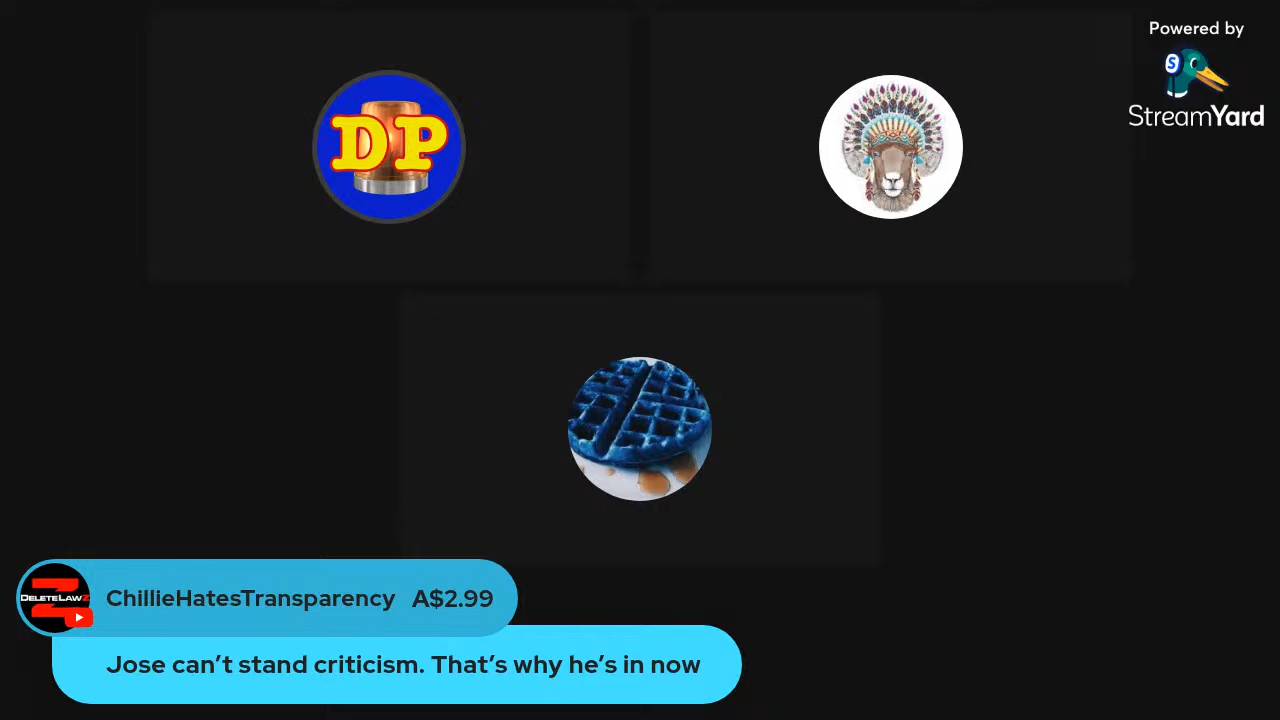 Powered by
S
StreamYard
DP
DELETELAWZ
ChillieHatesTransparency A$2.99
Jose can't stand criticism. That's why he's in now